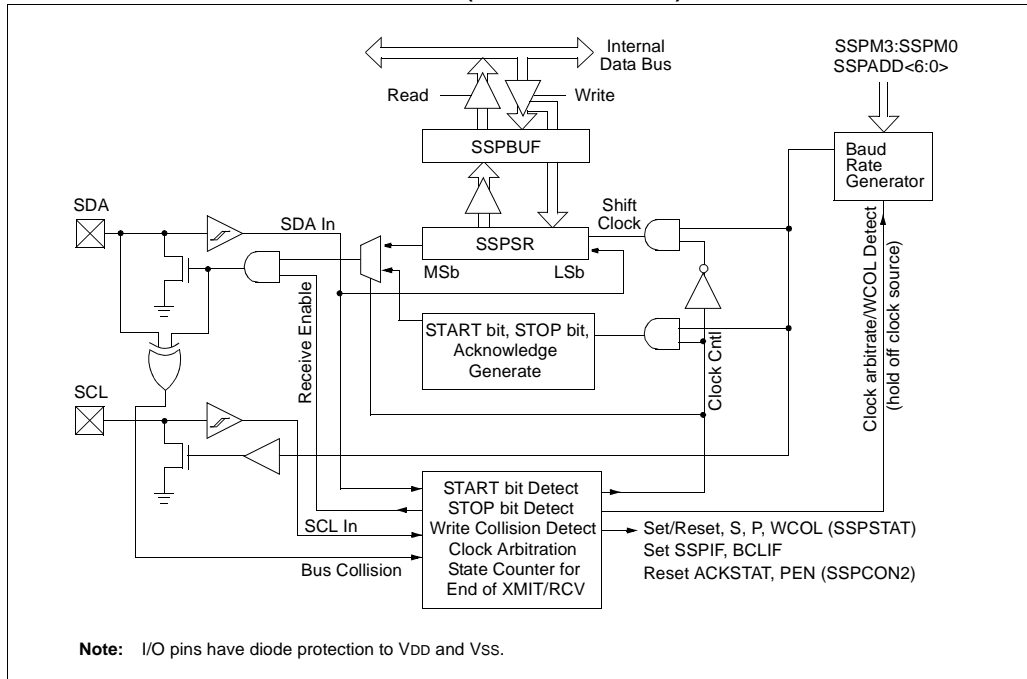 Internal
Data Bus
SSPM3:SSPM0
SSPADD<6:0>
Read
Write
SSPBUF
Baud
Rate
Generator
SDA
SDA In
Shift
Clock
SSPSR
MSb
LSb
Receive Enable
START bit, STOP bit,
Acknowledge
Generate
Clock Cntl
Clock arbitrate/WCOL Detect
(hold off clock source)
SCL
SCL In
Bus Collision
START bit Detect
STOP bit Detect
Write Collision Detect
Clock Arbitration
State Counter for
End of XMIT/RCV
Set/Reset, S, P, WCOL (SSPSTAT)
Set SSPIF, BCLIF
Reset ACKSTAT, PEN (SSPCON2)
Note: I/O pins have diode protection to VDD and VSS.